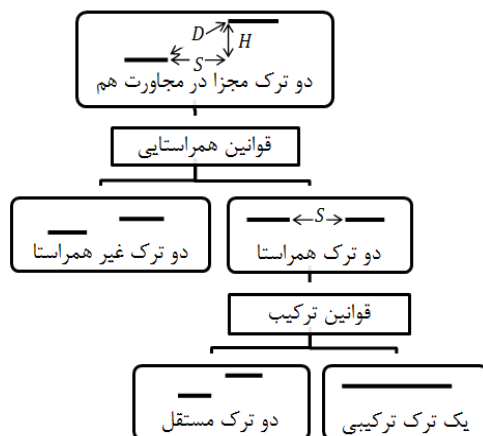 D
H
S
دو ترک مجزا در مجاورت هم
قوانین همراستایی
S
دو ترک غیر همراستا
دو ترک همراستا
قوانین ترکیب
دو ترک مستقل
یک ترک ترکیبی